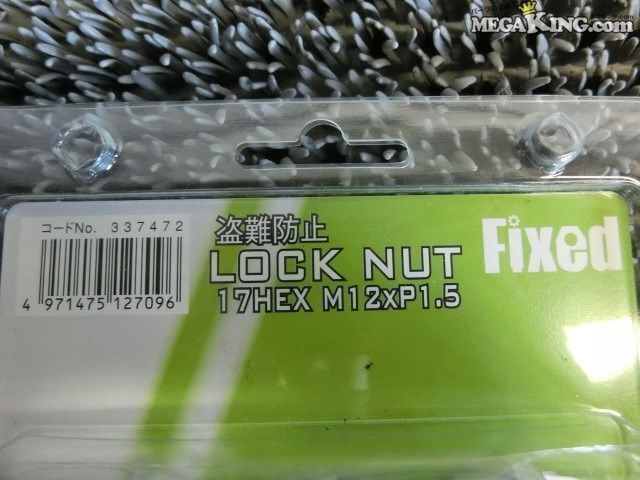 MEGAKING.com
コードNo. 337472
4 971475 127096
盗難防止
LOCK NUT
17HEX M12xP1.5
Fixed